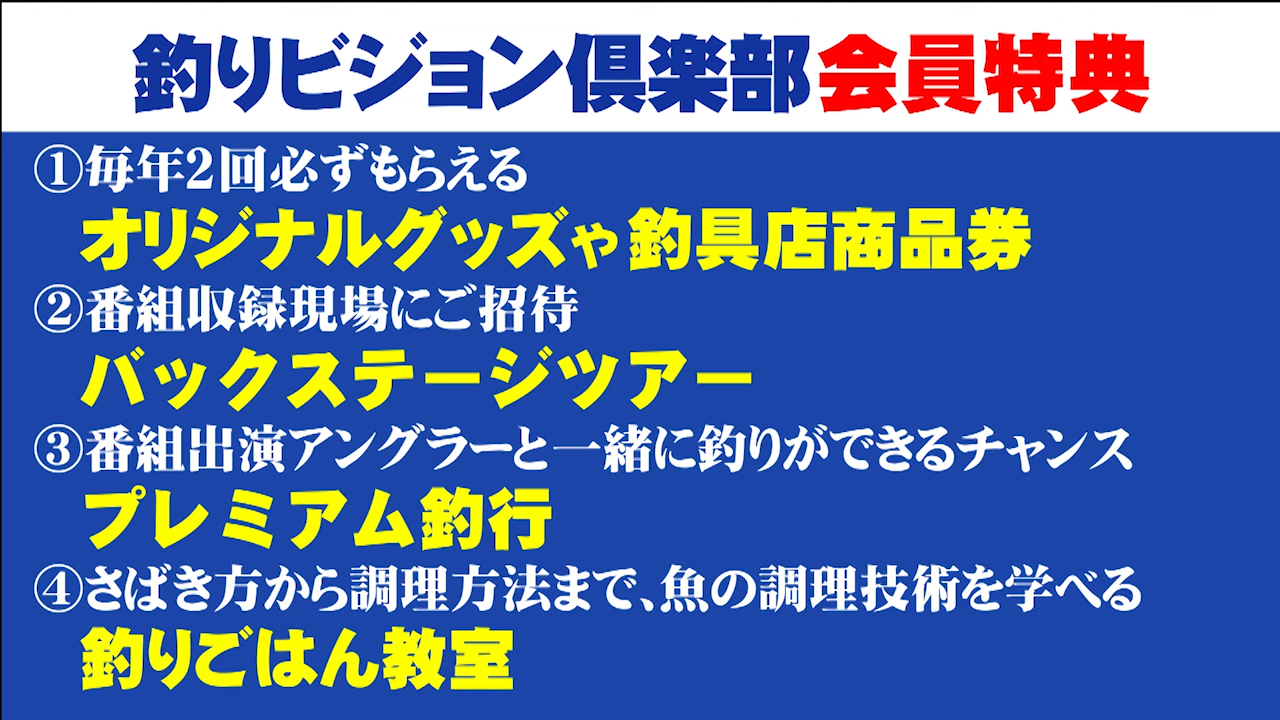 釣りビジョン倶楽部会員特典
①毎年2回必ずもらえる
オリジナルグッズや釣具店商品券
②番組収録現場にご招待
バックステージツアー
③番組出演アングラーと一緒に釣りができるチャンス
プレミアム釣行
④さばき方から調理方法まで、魚の調理技術を学べる
釣りごはん教室